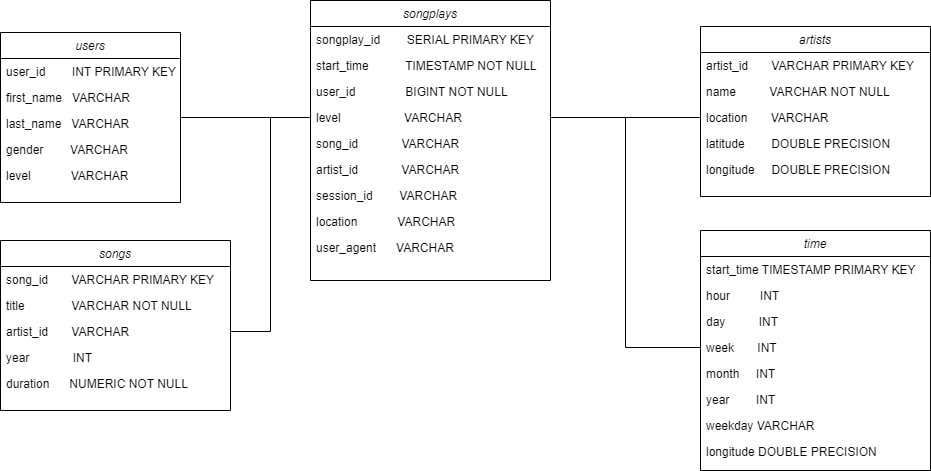 users
user_id INT PRIMARY KEY
first_name VARCHAR
last_name VARCHAR
gender VARCHAR
level VARCHAR
songs
song_id VARCHAR PRIMARY KEY
title VARCHAR NOT NULL
artist_id VARCHAR
year INT
duration NUMERIC NOT NULL
songplays
songplay_id SERIAL PRIMARY KEY
start_time TIMESTAMP NOT NULL
user_id BIGINT NOT NULL
level VARCHAR
song_id VARCHAR
artist_id VARCHAR
session_id VARCHAR
location VARCHAR
user_agent VARCHAR
artists
artist_id VARCHAR PRIMARY KEY
name VARCHAR NOT NULL
location VARCHAR
latitude DOUBLE PRECISION
longitude DOUBLE PRECISION
time
start_time TIMESTAMP PRIMARY KEY
hour INT
day INT
week INT
month INT
year INT
weekday VARCHAR
longitude DOUBLE PRECISION